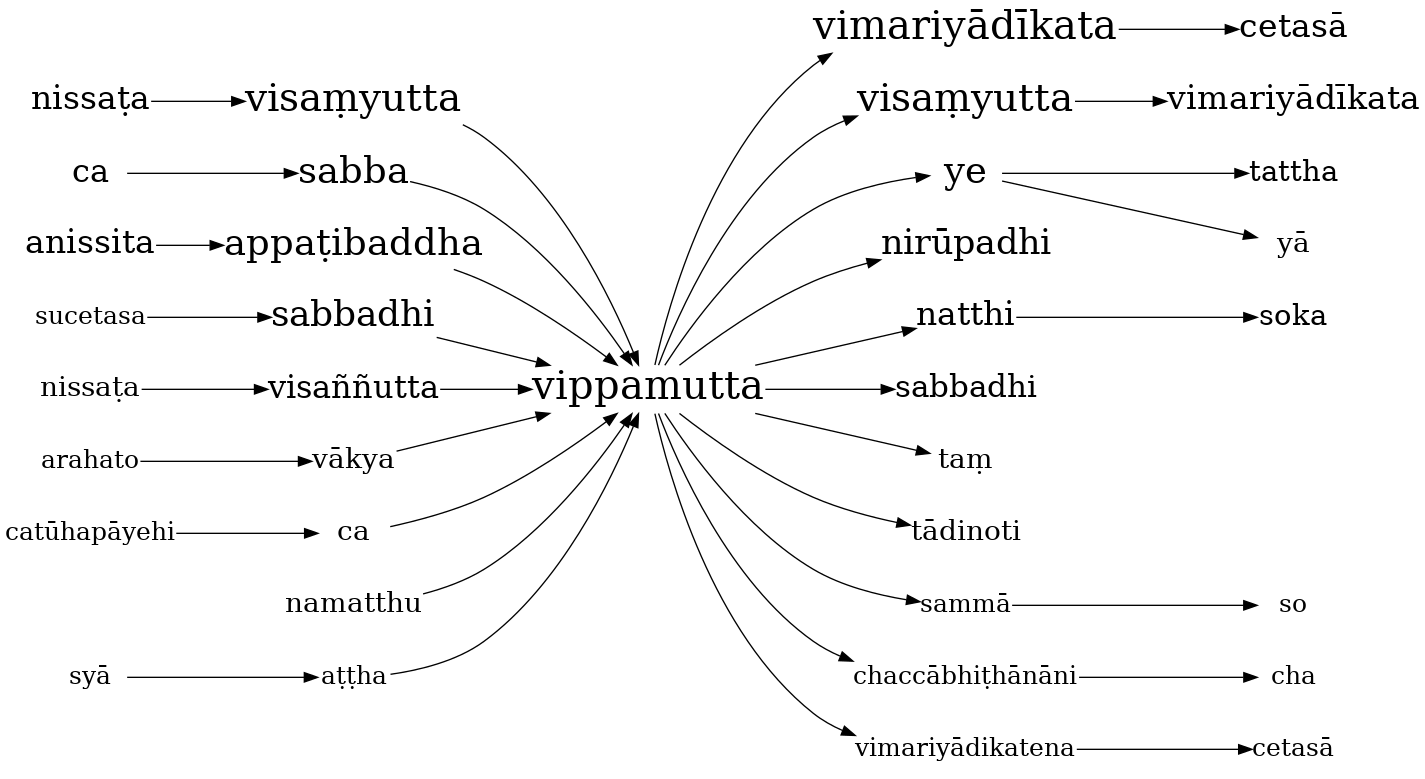 vimariyādīkata cetasā
nissaṭa visaṃyutta visaṃyutta vimariyādīkata
ca sabba ye tattha
anissita appaṭibaddha nirūpadhi yā
sucetasa sabbadhi natthi soka
nissaṭa visaññutta vippamutta sabbadhi
arahato vākya taṃ
catūhapāyehi ca tādinoti
namatthu sammā so
syā aṭṭha chaccābhiṭhānāni cha
vimariyādikatena cetasā